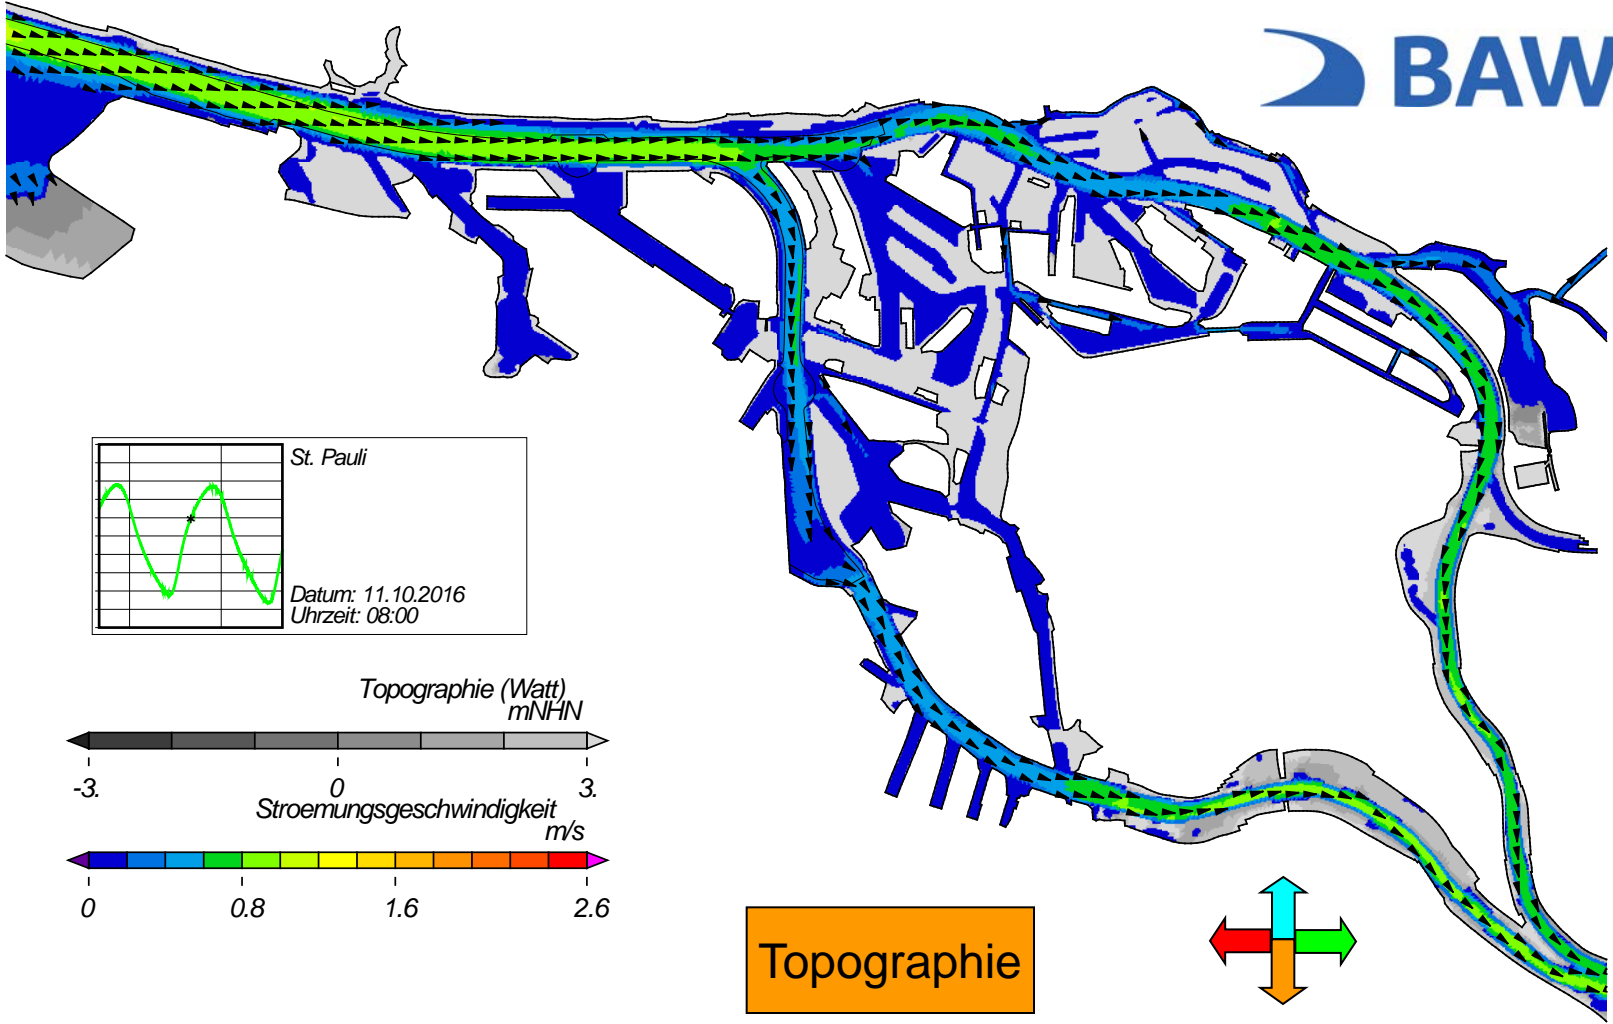 BAW
St. Pauli
Datum: 11.10.2016
Uhrzeit: 08:00
Topographie (Watt)
mNHN
-3. 0 3.
Stroemungsgeschwindigkeit
m/s
0 0.8 1.6 2.6
Topographie